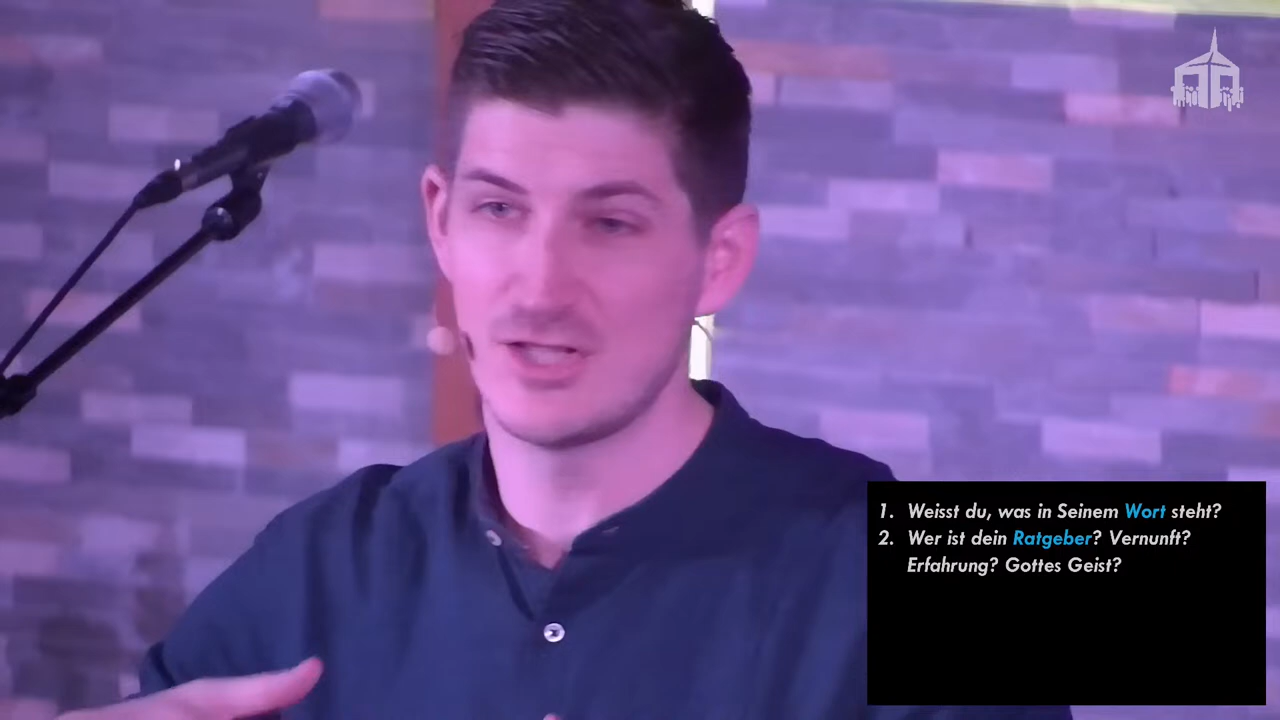 1. Weisst du, was in Seinem Wort steht?
2. Wer ist dein Ratgeber? Vernunft?
Erfahrung? Gottes Geist?